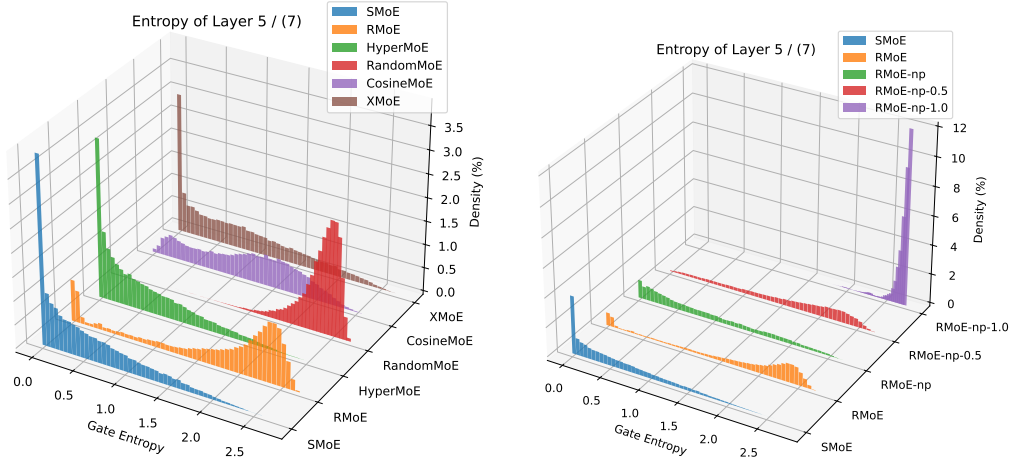 Entropy of Layer 5 / (7)
SMoE
RMoE
HyperMoE
RandomMoE
CosineMoE
XMoE
3.5
3.0
2.5
2.0
1.5
1.0
0.5
0.0
Density (%)
XMoE
CosineMoE
RandomMoE
HyperMoE
RMoE
SMoE
0.0
0.5
1.0
1.5
2.0
2.5
Gate Entropy
Entropy of Layer 5 / (7)
SMoE
RMoE
RMoE-np
RMoE-np-0.5
RMoE-np-1.0
12
10
8
6
4
2
0
Density (%)
RMoE-np-1.0
RMoE-np-0.5
RMoE-np
RMoE
SMoE
0.0
0.5
1.0
1.5
2.0
2.5
Gate Entropy